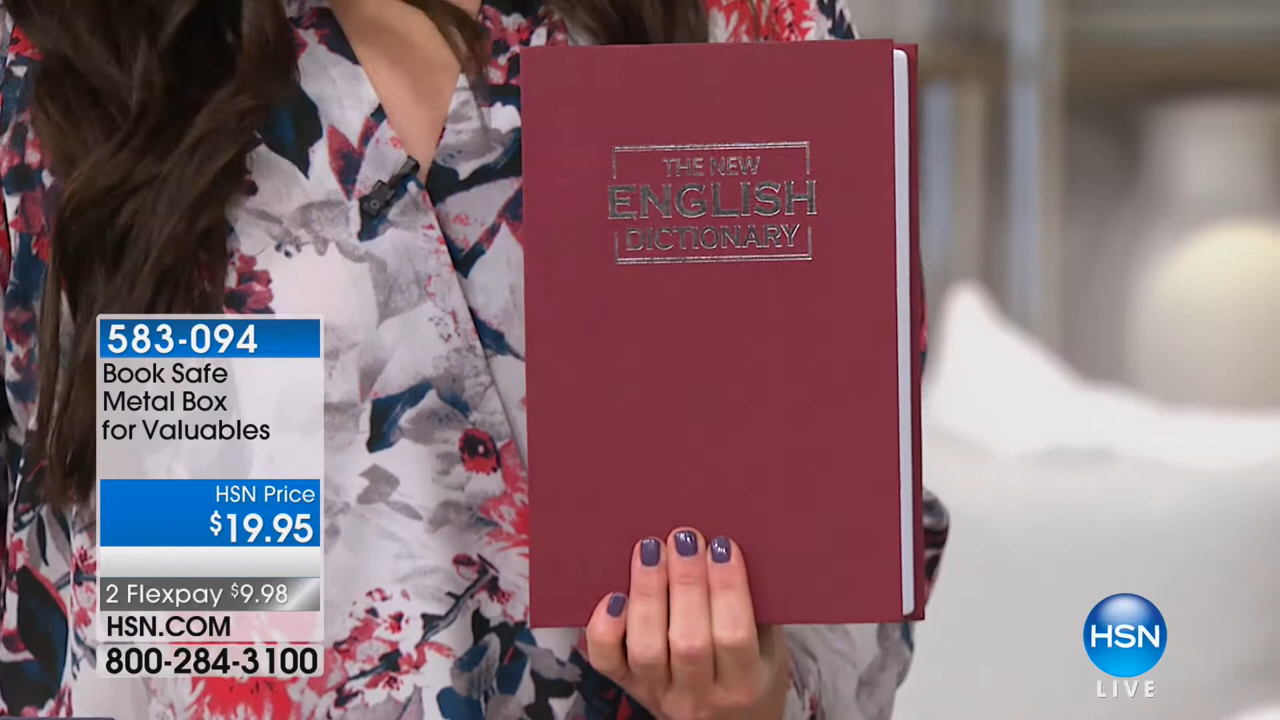 THE NEW
ENGLISH
DICTIONARY
583-094
Book Safe
Metal Box
for Valuables
HSN Price
$19.95
2 Flexpay $9.98
HSN.COM
800-284-3100
HSN
LIVE